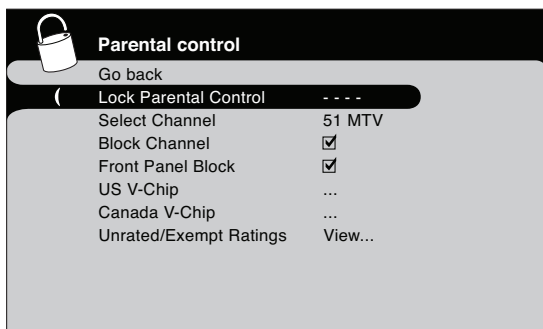 Parental control
Go back
Lock Parental Control - - - -
Select Channel 51 MTV
Block Channel
Front Panel Block
US V-Chip ...
Canada V-Chip ...
Unrated/Exempt Ratings View...